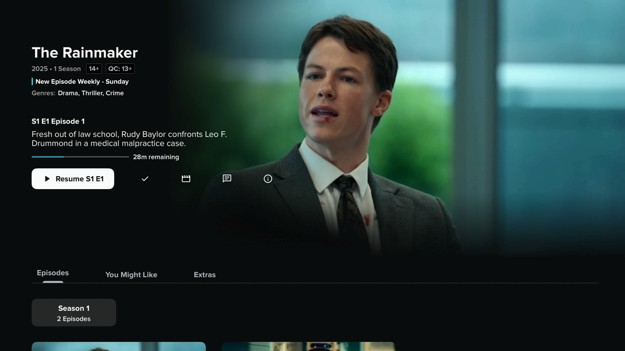 The Rainmaker
2025 • 1 Season 14+ QC: 13+
New Episode Weekly - Sunday
Genres: Drama, Thriller, Crime
S1 E1 Episode 1
Fresh out of law school, Rudy Baylor confronts Leo F.
Drummond in a medical malpractice case.
28m remaining
Resume S1 E1
Episodes You Might Like Extras
Season 1
2 Episodes